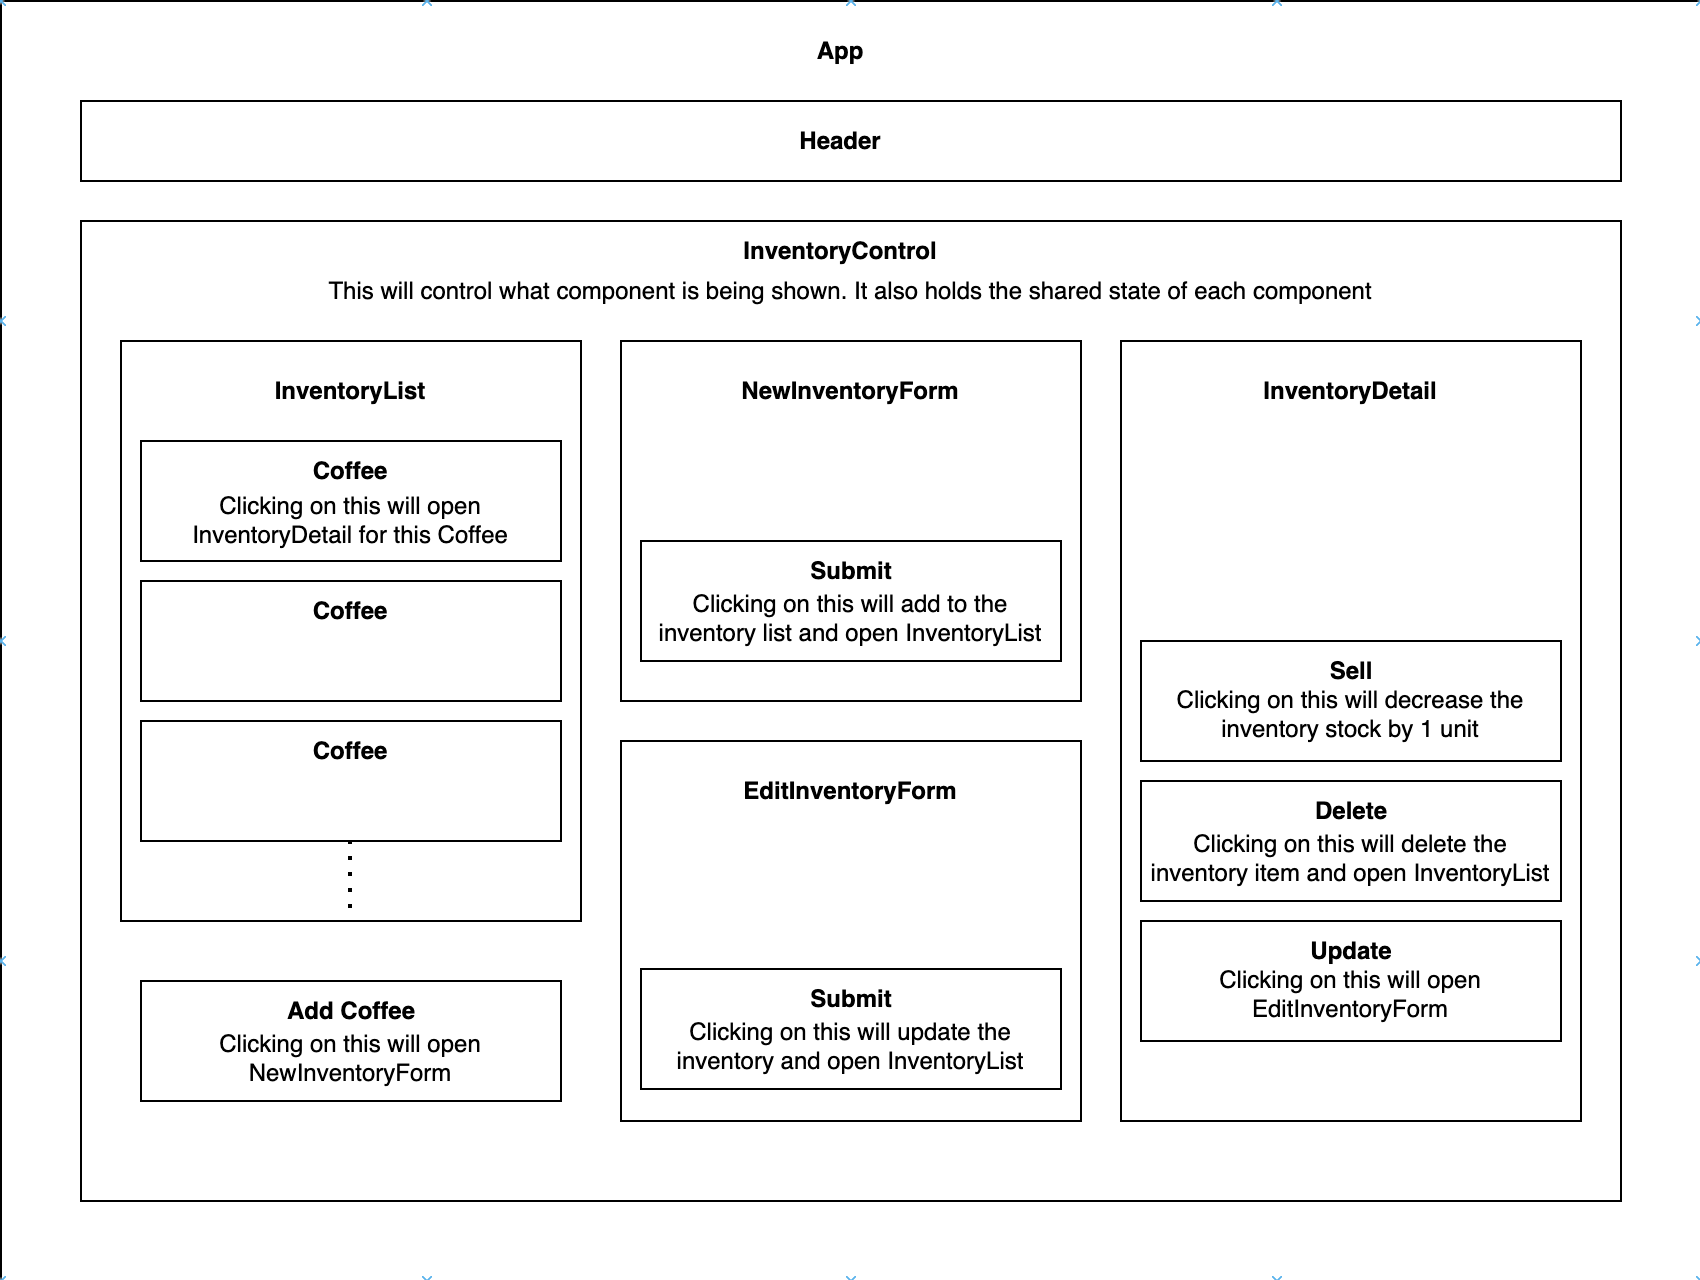 App
Header
InventoryControl
This will control what component is being shown. It also holds the shared state of each component
InventoryList
Coffee
Clicking on this will open
InventoryDetail for this Coffee
Coffee
Coffee
Add Coffee
Clicking on this will open
NewInventoryForm
NewInventoryForm
Submit
Clicking on this will add to the
inventory list and open InventoryList
EditInventoryForm
Submit
Clicking on this will update the
inventory and open InventoryList
InventoryDetail
Sell
Clicking on this will decrease the
inventory stock by 1 unit
Delete
Clicking on this will delete the
inventory item and open InventoryList
Update
Clicking on this will open
EditInventoryForm